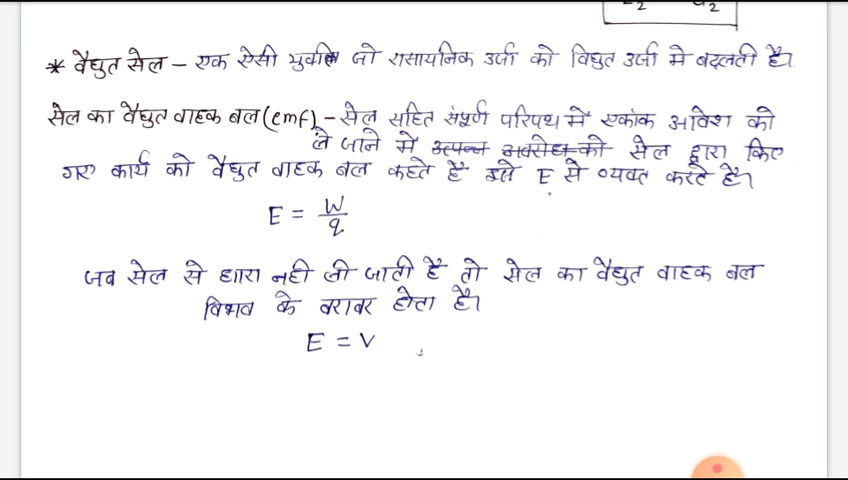 * वैधुत सेल – एक ऐसी युक्ति जो रासायनिक उर्जा को विधुत उर्जा मे बदलती है।
सेल का वैधुत वाहक बल (emf) – सेल सहित संपूर्ण परिपथ मे एकांक आवेश को
ले जाने में उत्पन्न अवरोध को सेल द्वारा किए
गए कार्य को वैधुत वाहक बल कहते है इसे E से व्यक्त करते है।
E = W/q
जब सेल से धारा नही ली जाती है तो सेल का वैधुत वाहक बल
विभव के बराबर होता है।
E = V